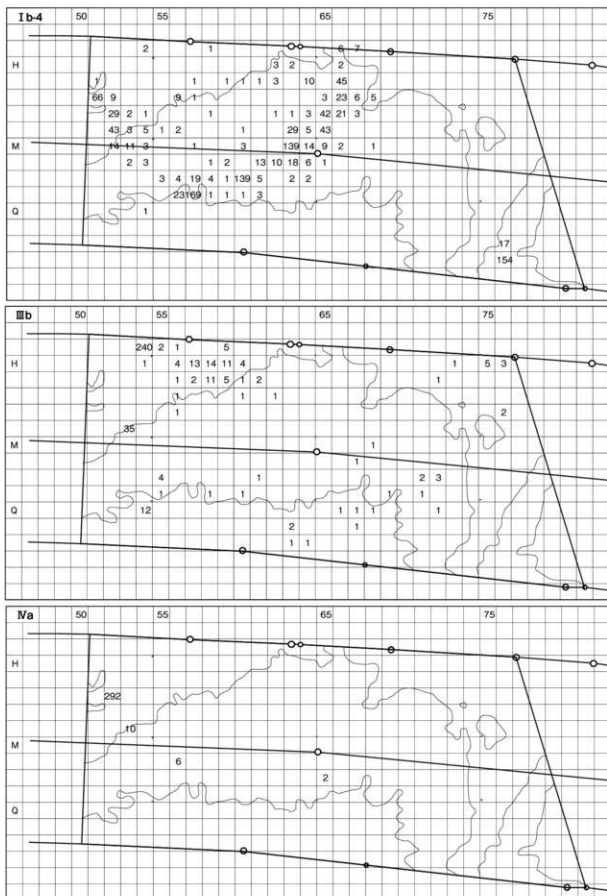 Ⅰb-4 50 55 65 75
2 1 6 7
H 3 2 2
1 1 1 1 1 3 10 45
66 9 9 1 3 23 6 5
29 2 1 1 1 1 3 42 21 3
43 3 5 1 2 1 29 5 43
M 14 11 3 1 3 139 14 9 2 1
2 3 1 2 13 10 18 6 1
3 4 19 4 1 139 5 2 2
23 169 1 1 1 3
Q 1
17
154
Ⅲb 50 55 65 75
240 2 1 5
H 1 4 13 14 11 4 1 5 3
1 2 11 5 1 2 1
1 1 1 1
1 2
35
M 1
1
4 1 2 3
1 1 1 1 1
Q 12 1 1 1 1
2 1
1 1
Ⅳa 50 55 65 75
H
292
10
M
6
2
Q